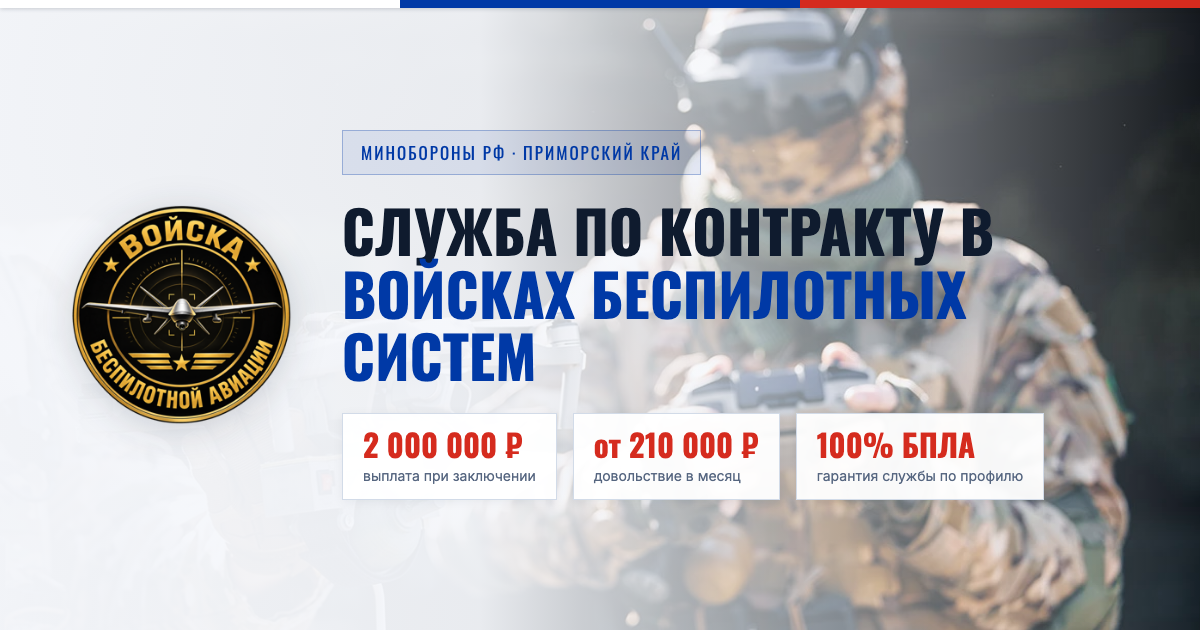 МИНОБОРОНЫ РФ · ПРИМОРСКИЙ КРАЙ
ВОЙСКА
БЕСПИЛОТНОЙ АВИАЦИИ
СЛУЖБА ПО КОНТРАКТУ В
ВОЙСКАХ БЕСПИЛОТНЫХ
СИСТЕМ
2 000 000 ₽
выплата при заключении
от 210 000 ₽
довольствие в месяц
100% БПЛА
гарантия службы по профилю